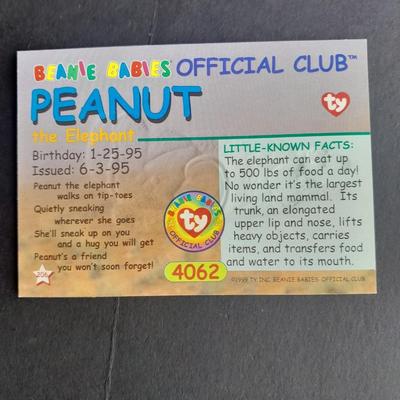 BEANIE BABIES OFFICIAL CLUB™
PEANUT
the Elephant
ty
Birthday: 1-25-95
Issued: 6-3-95
Peanut the elephant
walks on tip-toes
Quietly sneaking
wherever she goes
She'll sneak up on you
and a hug you will get
Peanut's a friend
you won't soon forget!
BEANIE BABIES
ty
OFFICIAL CLUB
4062
LITTLE-KNOWN FACTS:
The elephant can eat up
to 500 lbs of food a day!
No wonder it's the largest
living land mammal. Its
trunk, an elongated
upper lip and nose, lifts
heavy objects, carries
items, and transfers food
and water to its mouth.
©1999 TY INC. BEANIE BABIES OFFICIAL CLUB